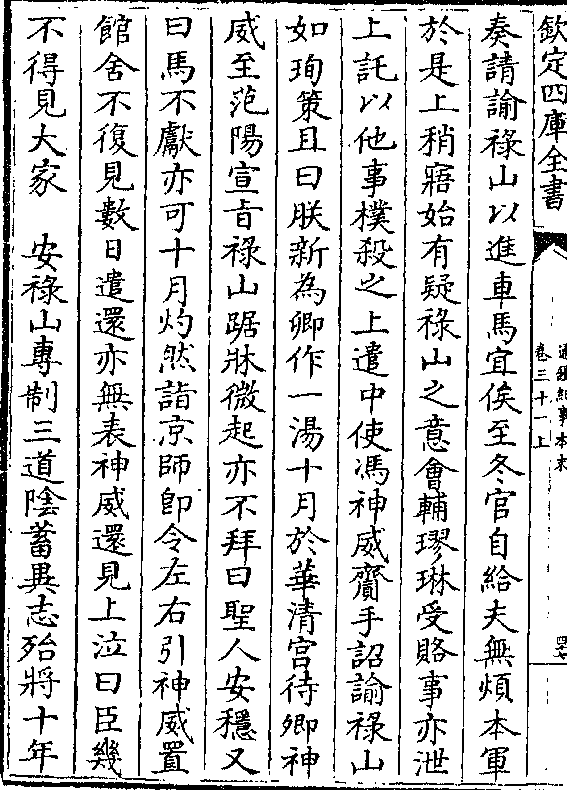 欽定四庫全書
通鑑紀事本末
卷三十一上
奏請諭祿山以進車馬宜俟至冬官自給夫無煩本軍
於是上稍寤始有疑祿山之意會輔璆琳受賂事亦泄
上託以他事撲殺之上遣中使馮神威齎手詔諭祿山
如珣策且曰朕新為卿作一湯十月於華清宮待卿神
威至范陽宣㫖祿山踞牀微起亦不拜曰聖人安穩又
曰馬不獻亦可十月灼然詣京師即令左右引神威置
館舍不復見數日遣還亦無表神威還見上泣曰臣幾
不得見大家　安祿山專制三道陰蓄異志殆將十年